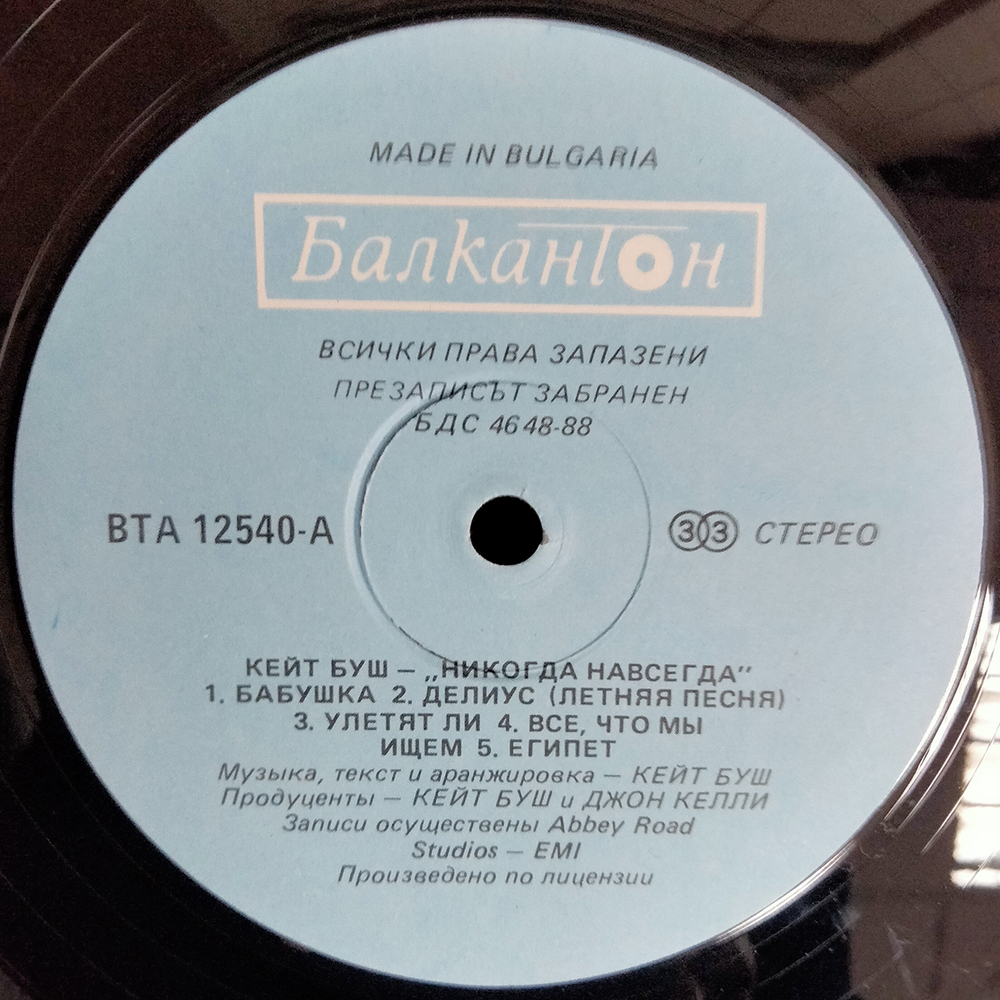 MADE IN BULGARIA
Балкантон
ВСИЧКИ ПРАВА ЗАПАЗЕНИ
ПРЕЗАПИСЪТ ЗАБРАНЕН
БДС 4648-88
ВТА 12540-А
33 СТЕРЕО
КЕЙТ БУШ — „НИКОГДА НАВСЕГДА"
1. БАБУШКА 2. ДЕЛИУС (ЛЕТНЯЯ ПЕСНЯ)
3. УЛЕТЯТ ЛИ 4. ВСЕ, ЧТО МЫ
ИЩЕМ 5. ЕГИПЕТ
Музыка, текст и аранжировка — КЕЙТ БУШ
Продуценты — КЕЙТ БУШ и ДЖОН КЕЛЛИ
Записи осуществены Abbey Road
Studios — EMI
Произведено по лицензии